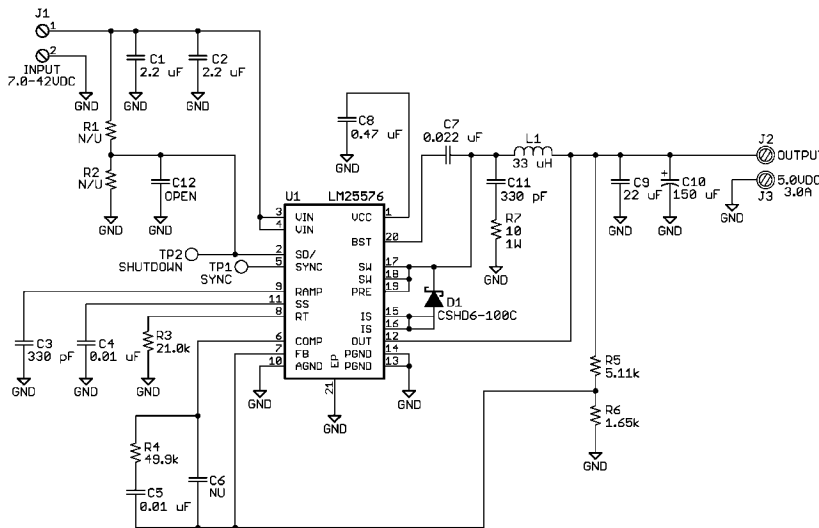 J1
1
2
INPUT
7.0-42VDC
GND
C1
2.2 uF
GND
C2
2.2 uF
GND
R1
N/U
R2
N/U
GND
C12
OPEN
GND
C8
0.47 uF
GND
C7
0.022 uF
L1
33 uH
C11
330 pF
R7
10
1W
GND
C9
22 uF
GND
C10
+
150 uF
GND
J2
OUTPUT
5.0VDC
3.0A
J3
GND
TP2
SHUTDOWN
TP1
SYNC
U1
LM25576
3
VIN
4
VIN
2
SD/
5
SYNC
9
RAMP
11
SS
8
RT
6
COMP
7
FB
10
AGND
EP
21
VCC
1
BST
20
SW
17
SW
18
PRE
19
IS
15
IS
16
OUT
12
PGND
14
PGND
13
D1
CSHD6-100C
C3
330 pF
GND
C4
0.01 uF
GND
R3
21.0k
GND
GND
GND
GND
R5
5.11k
R6
1.65k
GND
R4
49.9k
C5
0.01 uF
C6
NU